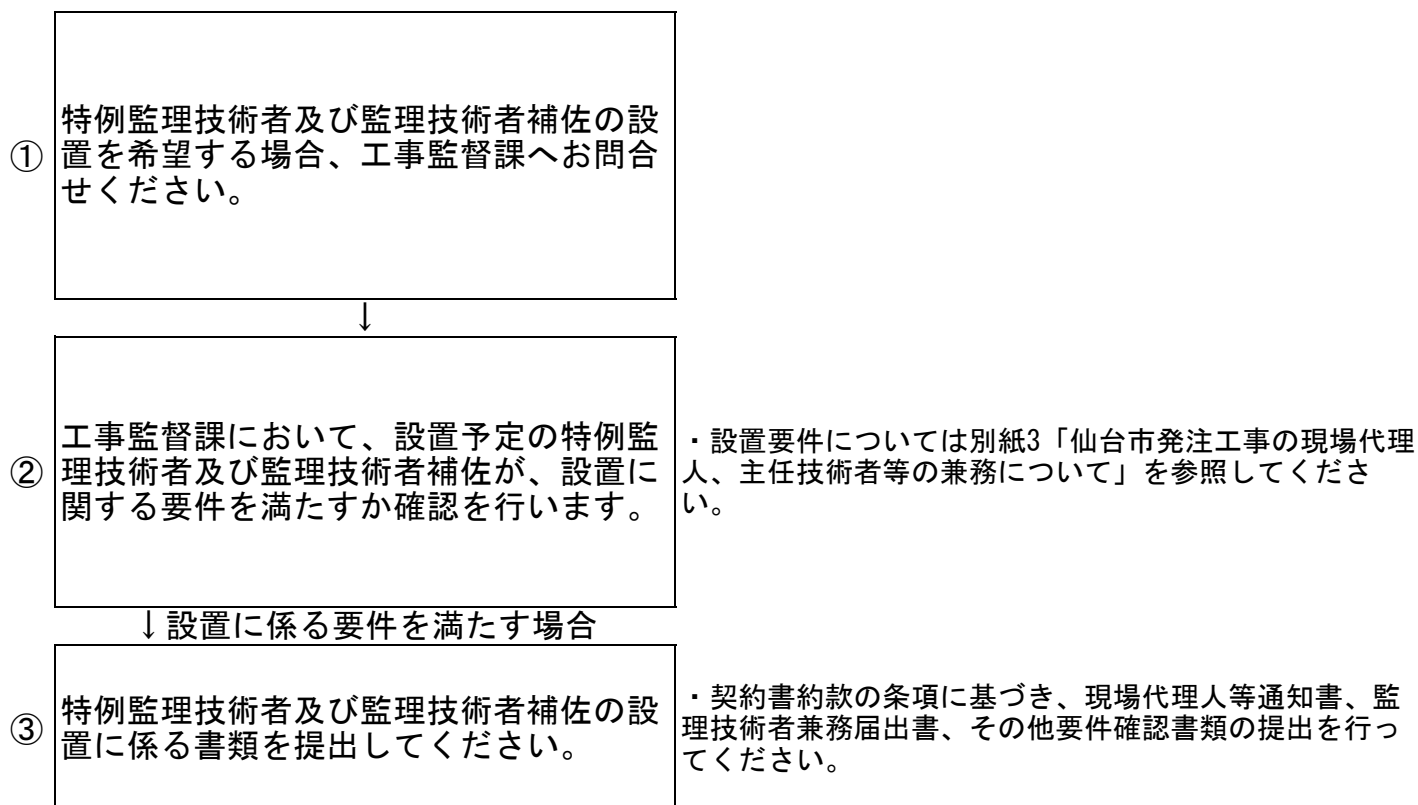 ①
特例監理技術者及び監理技術者補佐の設
置を希望する場合、工事監督課へお問合
せください。
↓
②
工事監督課において、設置予定の特例監
理技術者及び監理技術者補佐が、設置に
関する要件を満たすか確認を行います。
・設置要件については別紙3「仙台市発注工事の現場代理
人、主任技術者等の兼務について」を参照してくださ
い。
↓設置に係る要件を満たす場合
③
特例監理技術者及び監理技術者補佐の設
置に係る書類を提出してください。
・契約書約款の条項に基づき、現場代理人等通知書、監
理技術者兼務届出書、その他要件確認書類の提出を行っ
てください。